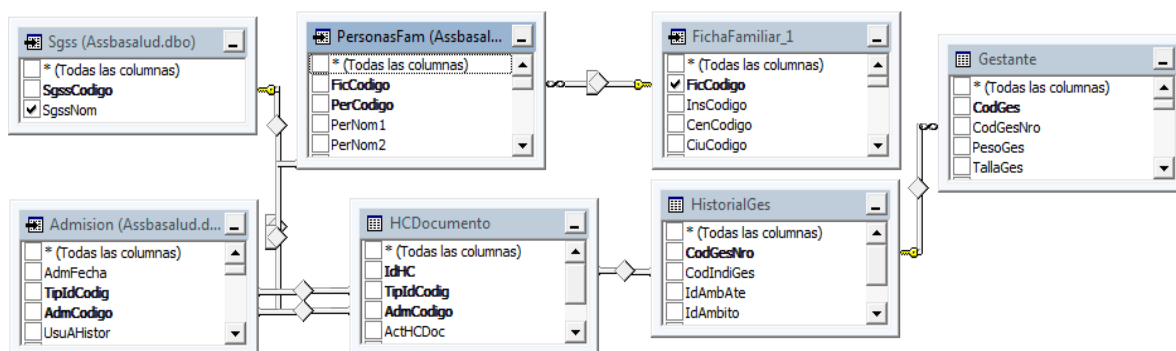 Sgss (Assbasalud.dbo)
* (Todas las columnas)
SgssCodigo
SgssNom
PersonasFam (Assbasal...
* (Todas las columnas)
FicCodigo
PerCodigo
PerNom1
PerNom2
FichaFamiliar_1
* (Todas las columnas)
FicCodigo
InsCodigo
CenCodigo
CiuCodigo
Gestante
* (Todas las columnas)
CodGes
CodGesNro
PesoGes
TallaGes
Admision (Assbasalud.d...
* (Todas las columnas)
AdmFecha
TipIdCodig
AdmCodigo
UsuAHistor
HCDocumento
* (Todas las columnas)
IdHC
TipIdCodig
AdmCodigo
ActHCDoc
HistorialGes
* (Todas las columnas)
CodGesNro
CodIndiGes
IdAmbAte
IdAmbito